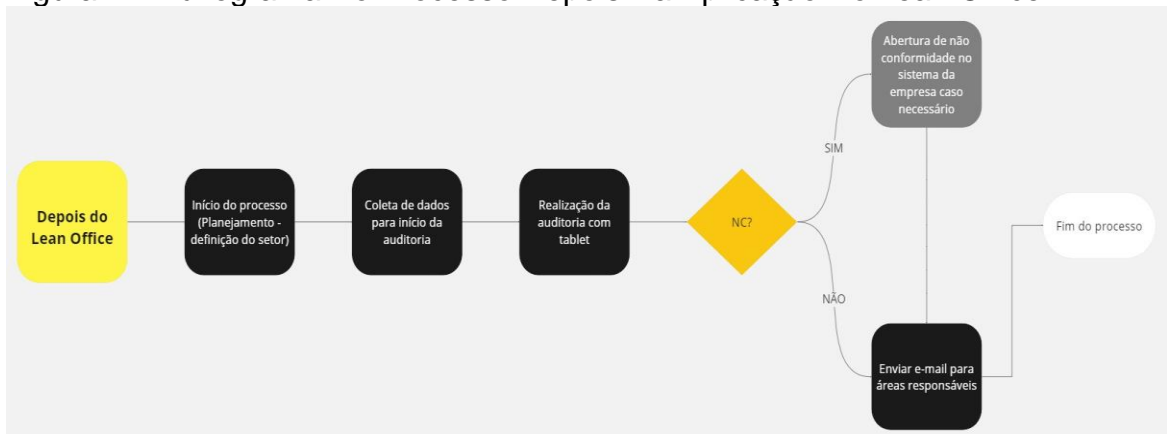 Depois do
Lean Office
Início do processo
(Planejamento -
definição do setor)
Coleta de dados
para início da
auditoria
Realização da
auditoria com
tablet
NC?
SIM
Abertura de não
conformidade no
sistema da
empresa caso
necessário
NÃO
Enviar e-mail para
áreas responsáveis
Fim do processo